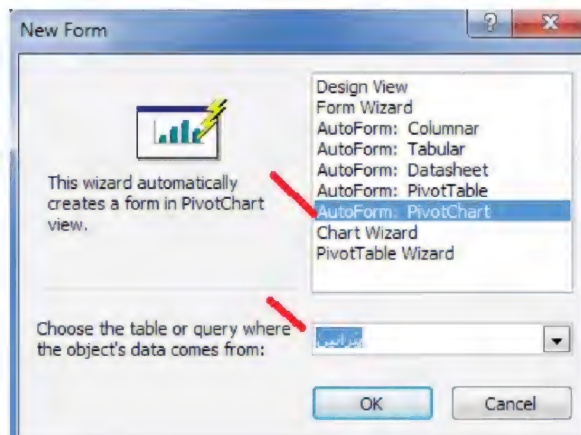 New Form
Design View
Form Wizard
AutoForm: Columnar
AutoForm: Tabular
AutoForm: Datasheet
AutoForm: PivotTable
AutoForm: PivotChart
Chart Wizard
PivotTable Wizard
This wizard automatically
creates a form in PivotChart
view.
Choose the table or query where
the object's data comes from:
OK
Cancel